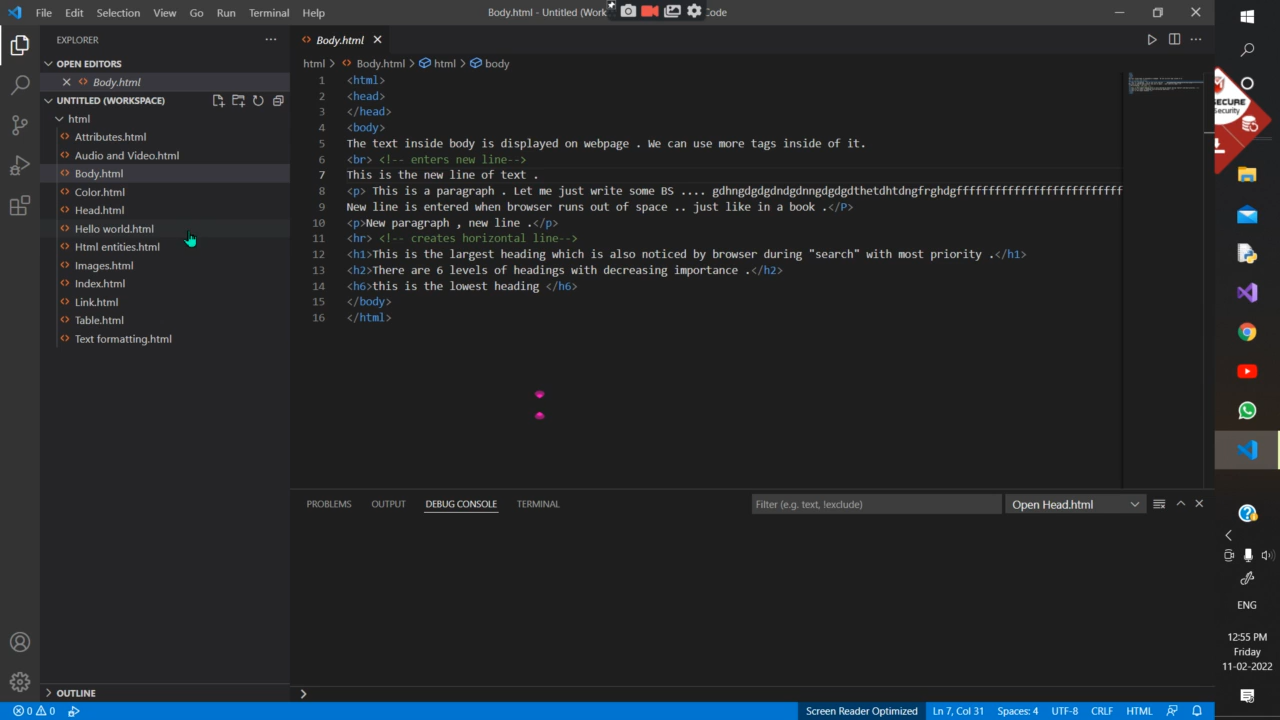 File Edit Selection View Go Run Terminal Help
Body.html - Untitled (Work
ode
EXPLORER
OPEN EDITORS
Body.html
UNTITLED (WORKSPACE)
html
Attributes.html
Audio and Video.html
Body.html
Color.html
Head.html
Hello world.html
Html entities.html
Images.html
Index.html
Link.html
Table.html
Text formatting.html
OUTLINE
Body.html
html > Body.html > html > body
1 <html>
2 <head>
3 </head>
4 <body>
5 The text inside body is displayed on webpage . We can use more tags inside of it.
6 <br> <!-- enters new line-->
7 This is the new line of text .
8 <p> This is a paragraph . Let me just write some BS ....
9 New line is entered when browser runs out of space .. just like in a book .</P>
10 <p>New paragraph , new line .</p>
11 <hr> <!-- creates horizontal line-->
12 <h1>This is the largest heading which is also noticed by browser during "search" with most priority .</h1>
13 <h2>There are 6 levels of headings with decreasing importance .</h2>
14 <h6>this is the lowest heading </h6>
15 </body>
16 </html>
PROBLEMS OUTPUT DEBUG CONSOLE TERMINAL
Filter (e.g. text, !exclude)
Open Head.html
0 0
Screen Reader Optimized Ln 7, Col 31 Spaces: 4 UTF-8 CRLF HTML
ECURE
Security
ENG
12:55 PM
Friday
11-02-2022